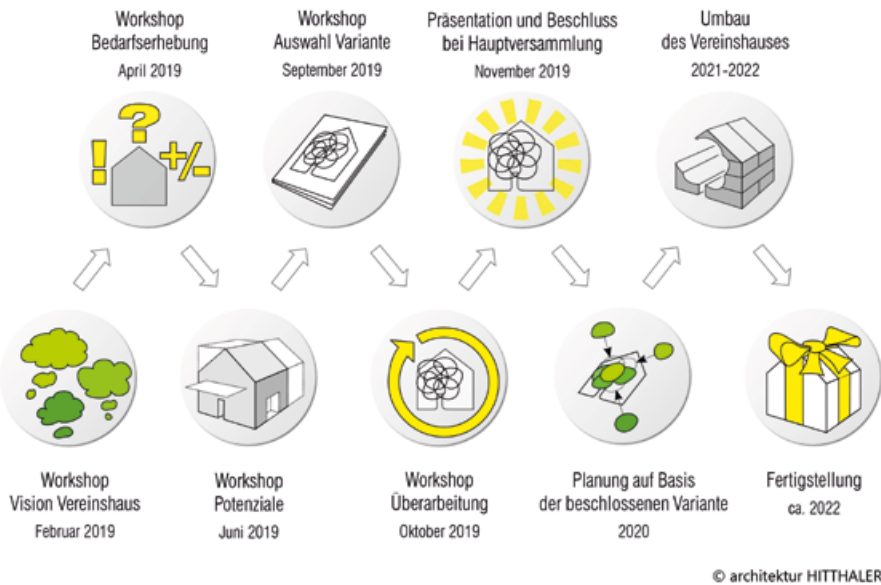 Workshop
Bedarfserhebung
April 2019
Workshop
Auswahl Variante
September 2019
Präsentation und Beschluss
bei Hauptversammlung
November 2019
Umbau
des Vereinshauses
2021-2022
! ? +/-
Workshop
Vision Vereinshaus
Februar 2019
Workshop
Potenziale
Juni 2019
Workshop
Überarbeitung
Oktober 2019
Planung auf Basis
der beschlossenen Variante
2020
Fertigstellung
ca. 2022
© architektur HITTHALER